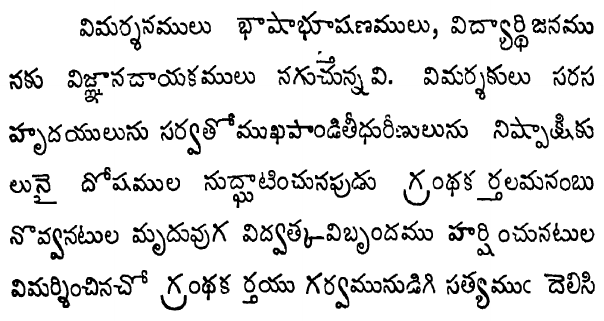 విమర్శనములు భాషాభూషణములు, విద్యార్థిజనము
నకు విజ్ఞానదాయకములు నగుచున్నవి. విమర్శకులు సరస
హృదయులును సర్వతోముఖపాండితీధురీణులును నిష్పాక్షికు
లునై దోషముల నుద్ఘాటించునపుడు గ్రంథకర్తలమనంబు
నొవ్వనటుల మృదువుగ విద్వత్కవిబృందము హర్షించునటుల
విమర్శించినచో గ్రంథకర్తయు గర్వమునుడిగి సత్యముఁ దెలిసి